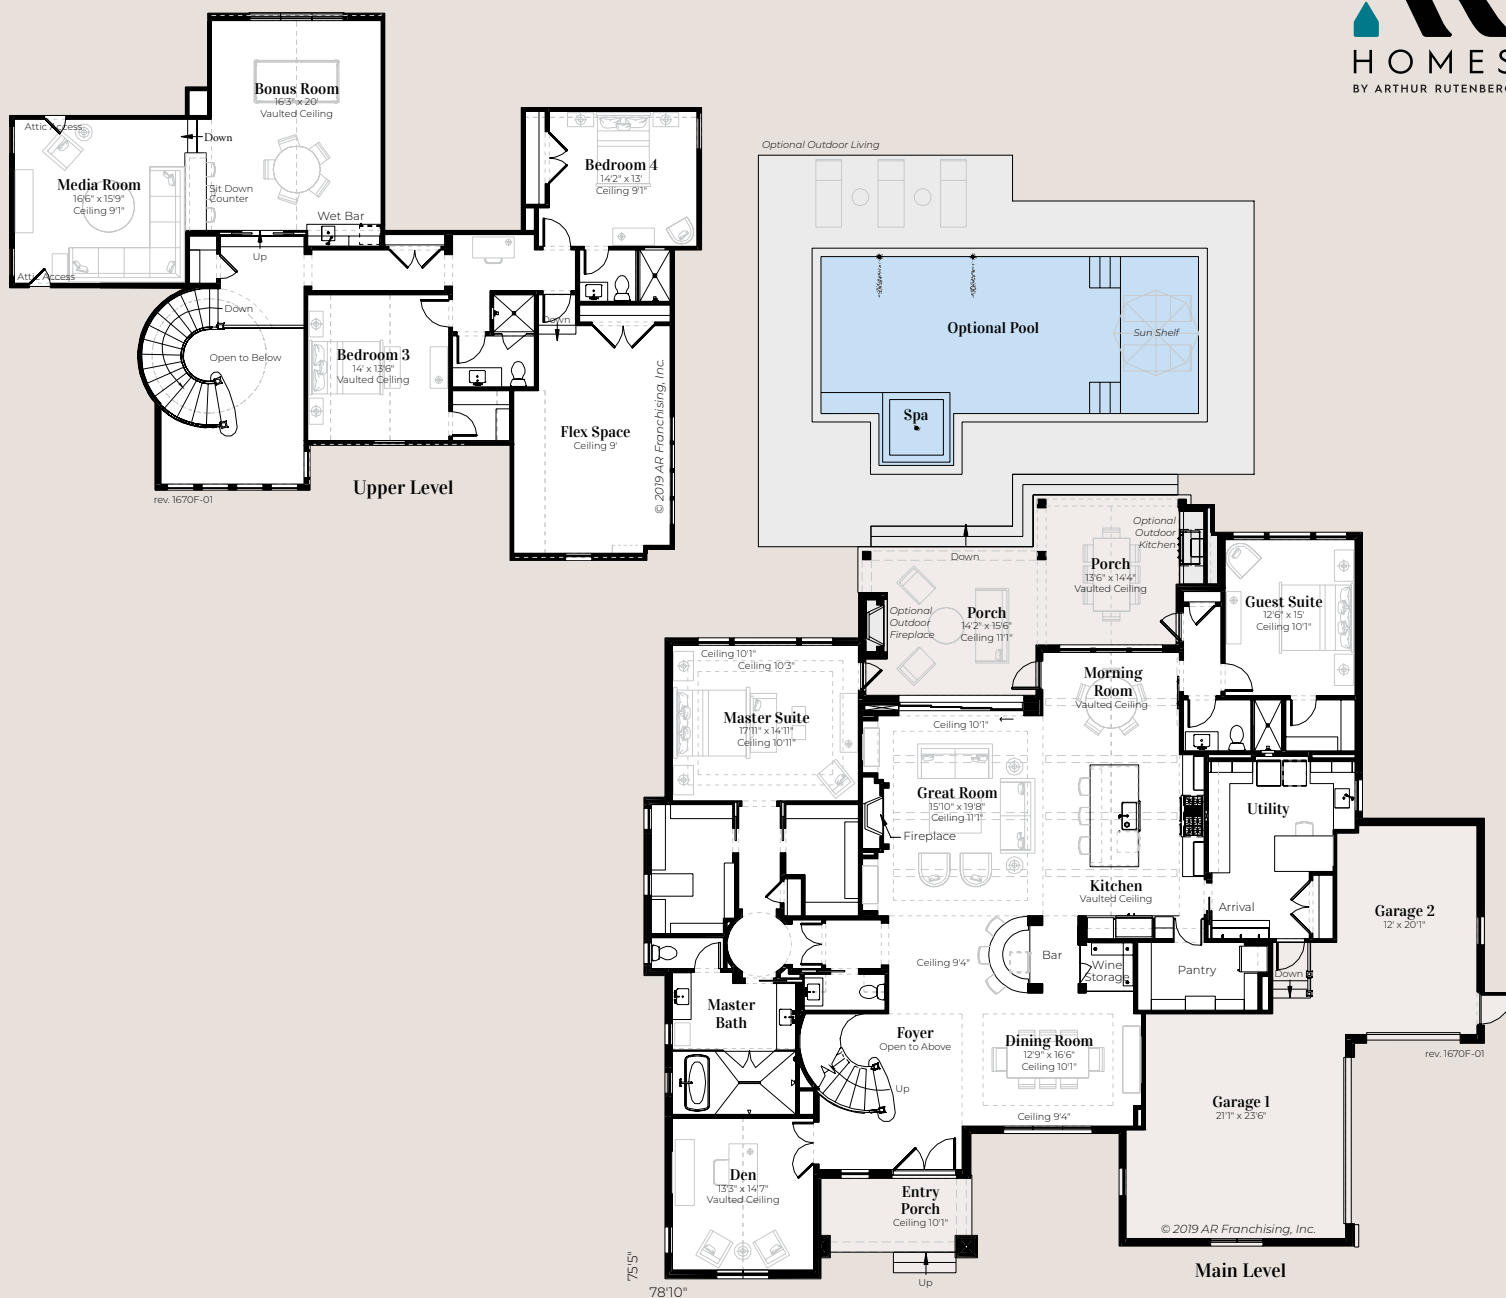 HOMES
BY ARTHUR RUTENBERG
Bonus Room
16'3" x 20'
Vaulted Ceiling
Attic Access
Down
Media Room
16'6" x 15'9"
Ceiling 9'1"
Sit Down
Counter
Wet Bar
Up
Attic Access
Bedroom 4
14'2" x 13'
Ceiling 9'1"
Down
Open to Below
Down
Bedroom 3
14' x 13'6"
Vaulted Ceiling
Flex Space
Ceiling 9'
© 2019 AR Franchising, Inc.
Upper Level
rev. 1670F-01
Optional Outdoor Living
Optional Pool
Sun Shelf
Spa
Down
Optional
Outdoor
Kitchen
Porch
13'6" x 14'4"
Vaulted Ceiling
Optional
Outdoor
Fireplace
Porch
14'2" x 15'6"
Ceiling 11'1"
Guest Suite
12'6" x 15'
Ceiling 10'1"
Ceiling 10'1"
Ceiling 10'3"
Master Suite
17'11" x 14'11"
Ceiling 10'11"
Morning
Room
Vaulted Ceiling
Ceiling 10'1"
Great Room
15'10" x 19'8"
Ceiling 11'1"
Fireplace
Utility
Kitchen
Vaulted Ceiling
Arrival
Garage 2
12' x 20'1"
Ceiling 9'4"
Bar
Wine
Storage
Pantry
Down
Master
Bath
Foyer
Open to Above
Dining Room
12'9" x 16'6"
Ceiling 10'1"
Up
Ceiling 9'4"
rev. 1670F-01
Garage 1
21'1" x 23'6"
Den
13'3" x 14'7"
Vaulted Ceiling
Entry
Porch
Ceiling 10'1"
Up
© 2019 AR Franchising, Inc.
Main Level
75'5"
78'10"